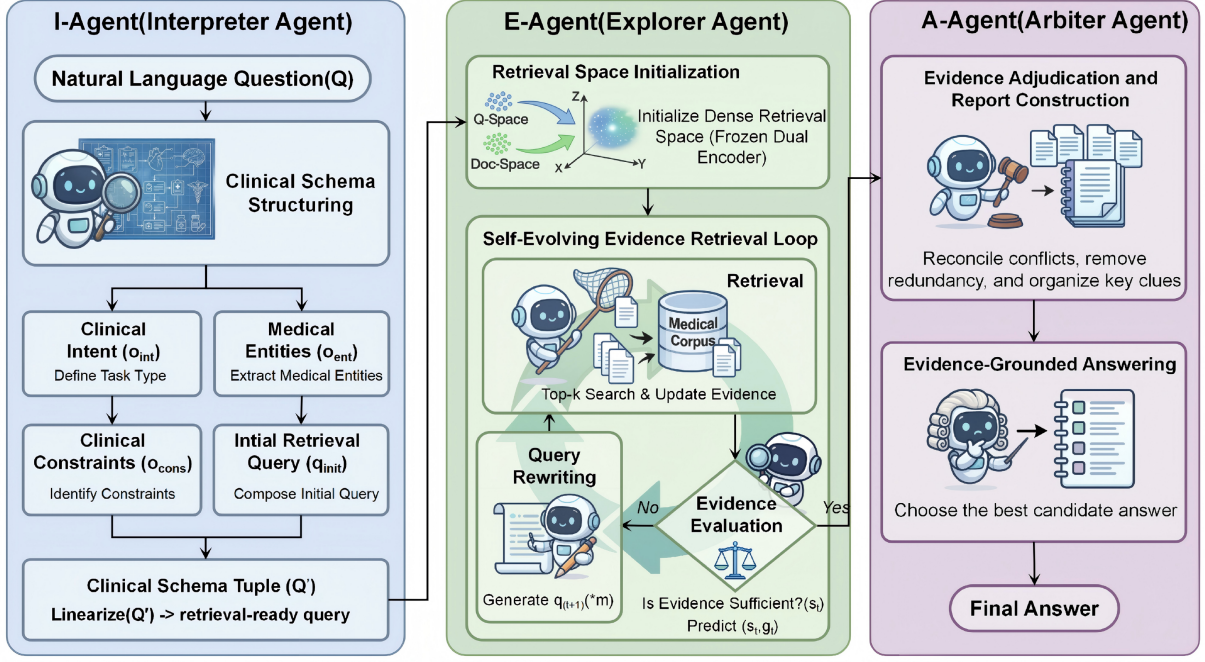 I-Agent(Interpreter Agent)
Natural Language Question(Q)
Clinical Schema
Structuring
Clinical
Intent (o_int)
Define Task Type
Medical
Entities (o_ent)
Extract Medical Entities
Clinical
Constraints (o_cons)
Identify Constraints
Intial Retrieval
Query (q_init)
Compose Initial Query
Clinical Schema Tuple (Q')
Linearize(Q') -> retrieval-ready query
E-Agent(Explorer Agent)
Retrieval Space Initialization
Q-Space
Doc-Space
Z
X
Y
Initialize Dense Retrieval
Space (Frozen Dual
Encoder)
Self-Evolving Evidence Retrieval Loop
Retrieval
Medical
Corpus
Top-k Search & Update Evidence
Query
Rewriting
Generate q_(t+1)(*m)
No
Evidence
Evaluation
Yes
Is Evidence Sufficient?(s_t)
Predict (s_t,g_t)
A-Agent(Arbiter Agent)
Evidence Adjudication and
Report Construction
Reconcile conflicts, remove
redundancy, and organize key clues
Evidence-Grounded Answering
Choose the best candidate answer
Final Answer